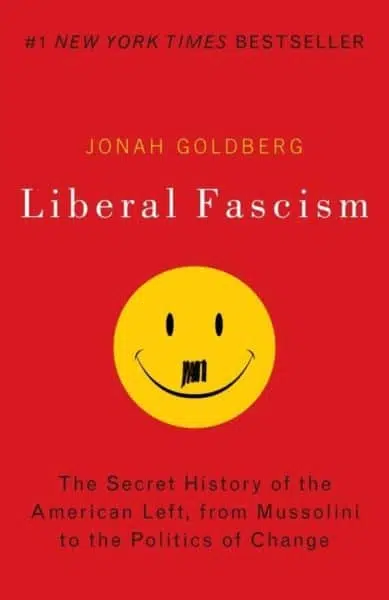 #1 NEW YORK TIMES BESTSELLER
JONAH GOLDBERG
Liberal Fascism
The Secret History of the
American Left, from Mussolini
to the Politics of Change